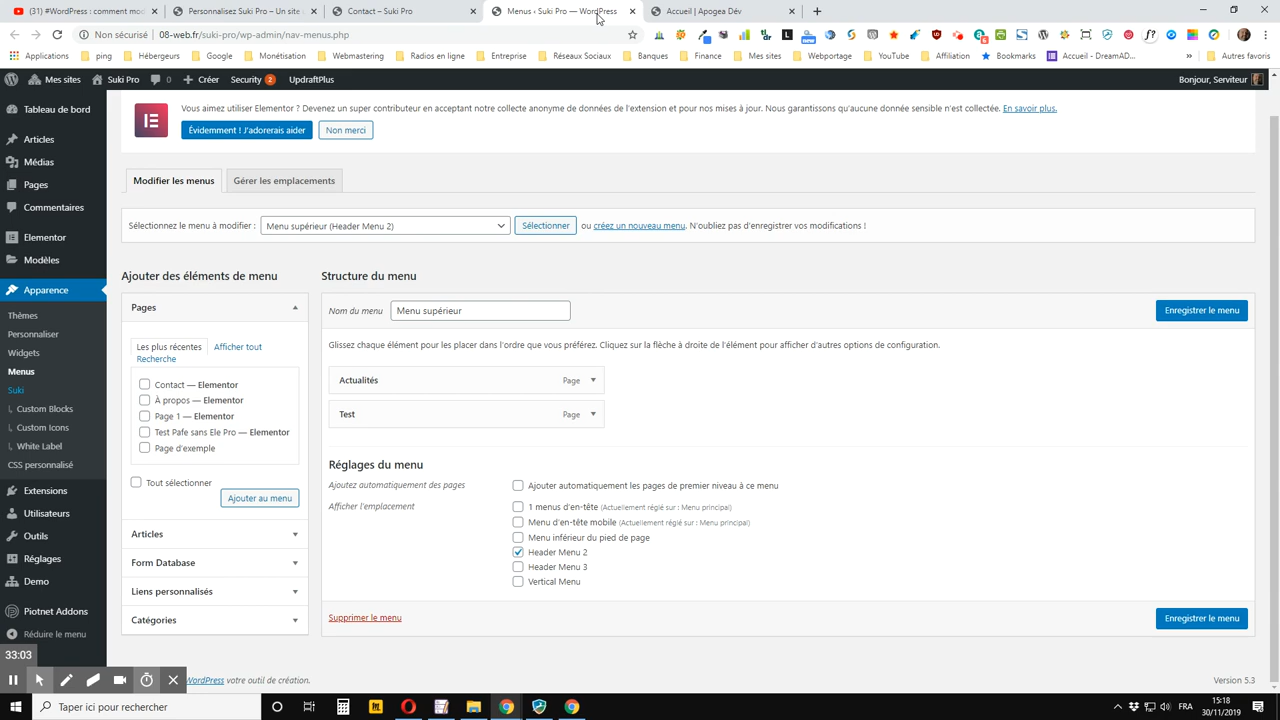 (31) #WordPress : comment mod
Personnalisez Suki Pro – Un site
Contact – Suki Pro
Menus ‹ Suki Pro — WordPress
Accueil | Apogea Dév
Non sécurisé
08-web.fr/suki-pro/wp-admin/nav-menus.php
Applications
ping
Hébergeurs
Google
Monétisation
Webmastering
Radios en ligne
Entreprise
Réseaux Sociaux
Banques
Finance
Mes sites
Webportage
YouTube
Affiliation
Bookmarks
Accueil - DreamAD...
Autres favoris
Mes sites
Suki Pro
0
Créer
Security 2
UpdraftPlus
Bonjour, Serviteur
Tableau de bord
Articles
Médias
Pages
Commentaires
Elementor
Modèles
Apparence
Thèmes
Personnaliser
Widgets
Menus
Suki
Custom Blocks
Custom Icons
White Label
CSS personnalisé
Extensions
Utilisateurs
Outils
Réglages
Demo
Piotnet Addons
Réduire le menu
Vous aimez utiliser Elementor ? Devenez un super contributeur en acceptant notre collecte anonyme de données de l'extension et pour nos mises à jour. Nous garantissons qu'aucune donnée sensible n'est collectée. En savoir plus.
Évidemment ! J'adorerais aider
Non merci
Modifier les menus
Gérer les emplacements
Sélectionnez le menu à modifier :
Menu supérieur (Header Menu 2)
Sélectionner
ou créez un nouveau menu. N'oubliez pas d'enregistrer vos modifications !
Ajouter des éléments de menu
Pages
Les plus récentes
Afficher tout
Recherche
Contact — Elementor
À propos — Elementor
Page 1 — Elementor
Test Pafe sans Ele Pro — Elementor
Page d'exemple
Tout sélectionner
Ajouter au menu
Articles
Form Database
Liens personnalisés
Catégories
Structure du menu
Nom du menu
Menu supérieur
Enregistrer le menu
Glissez chaque élément pour les placer dans l'ordre que vous préférez. Cliquez sur la flèche à droite de l'élément pour afficher d'autres options de configuration.
Actualités
Page
Test
Page
Réglages du menu
Ajoutez automatiquement des pages
Ajouter automatiquement les pages de premier niveau à ce menu
Afficher l'emplacement
1 menus d'en-tête (Actuellement réglé sur : Menu principal)
Menu d'en-tête mobile (Actuellement réglé sur : Menu principal)
Menu inférieur du pied de page
Header Menu 2
Header Menu 3
Vertical Menu
Supprimer le menu
Enregistrer le menu
33:03
WordPress votre outil de création.
Version 5.3
Taper ici pour rechercher
FRA
15:18
30/11/2019